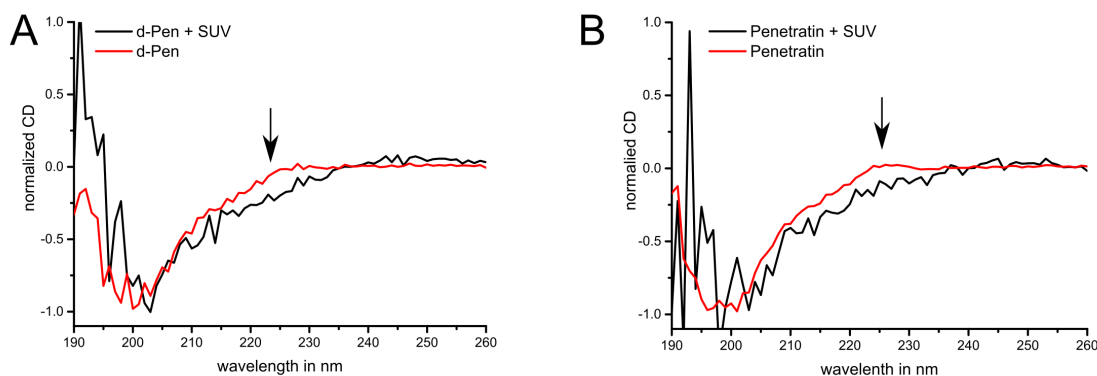 A
d-Pen + SUV
d-Pen
normalized CD
1.0
0.5
0.0
-0.5
-1.0
190 200 210 220 230 240 250 260
wavelength in nm
B
Penetratin + SUV
Penetratin
normalied CD
1.0
0.5
0.0
-0.5
-1.0
190 200 210 220 230 240 250 260
wavelenth in nm